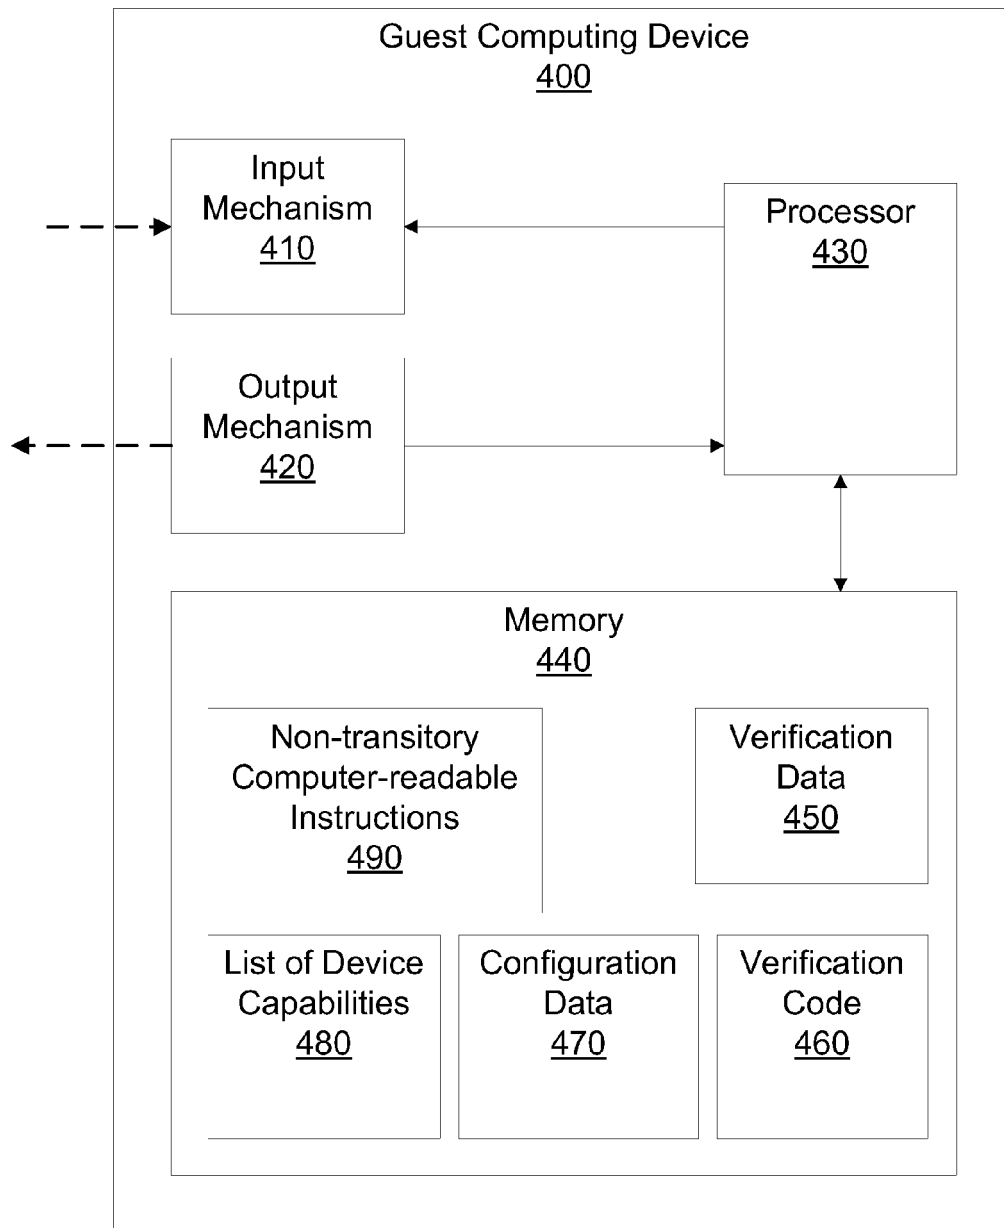 Guest Computing Device
400
Input
Mechanism
410
Processor
430
Output
Mechanism
420
Memory
440
Non-transitory
Computer-readable
Instructions
490
Verification
Data
450
List of Device
Capabilities
480
Configuration
Data
470
Verification
Code
460